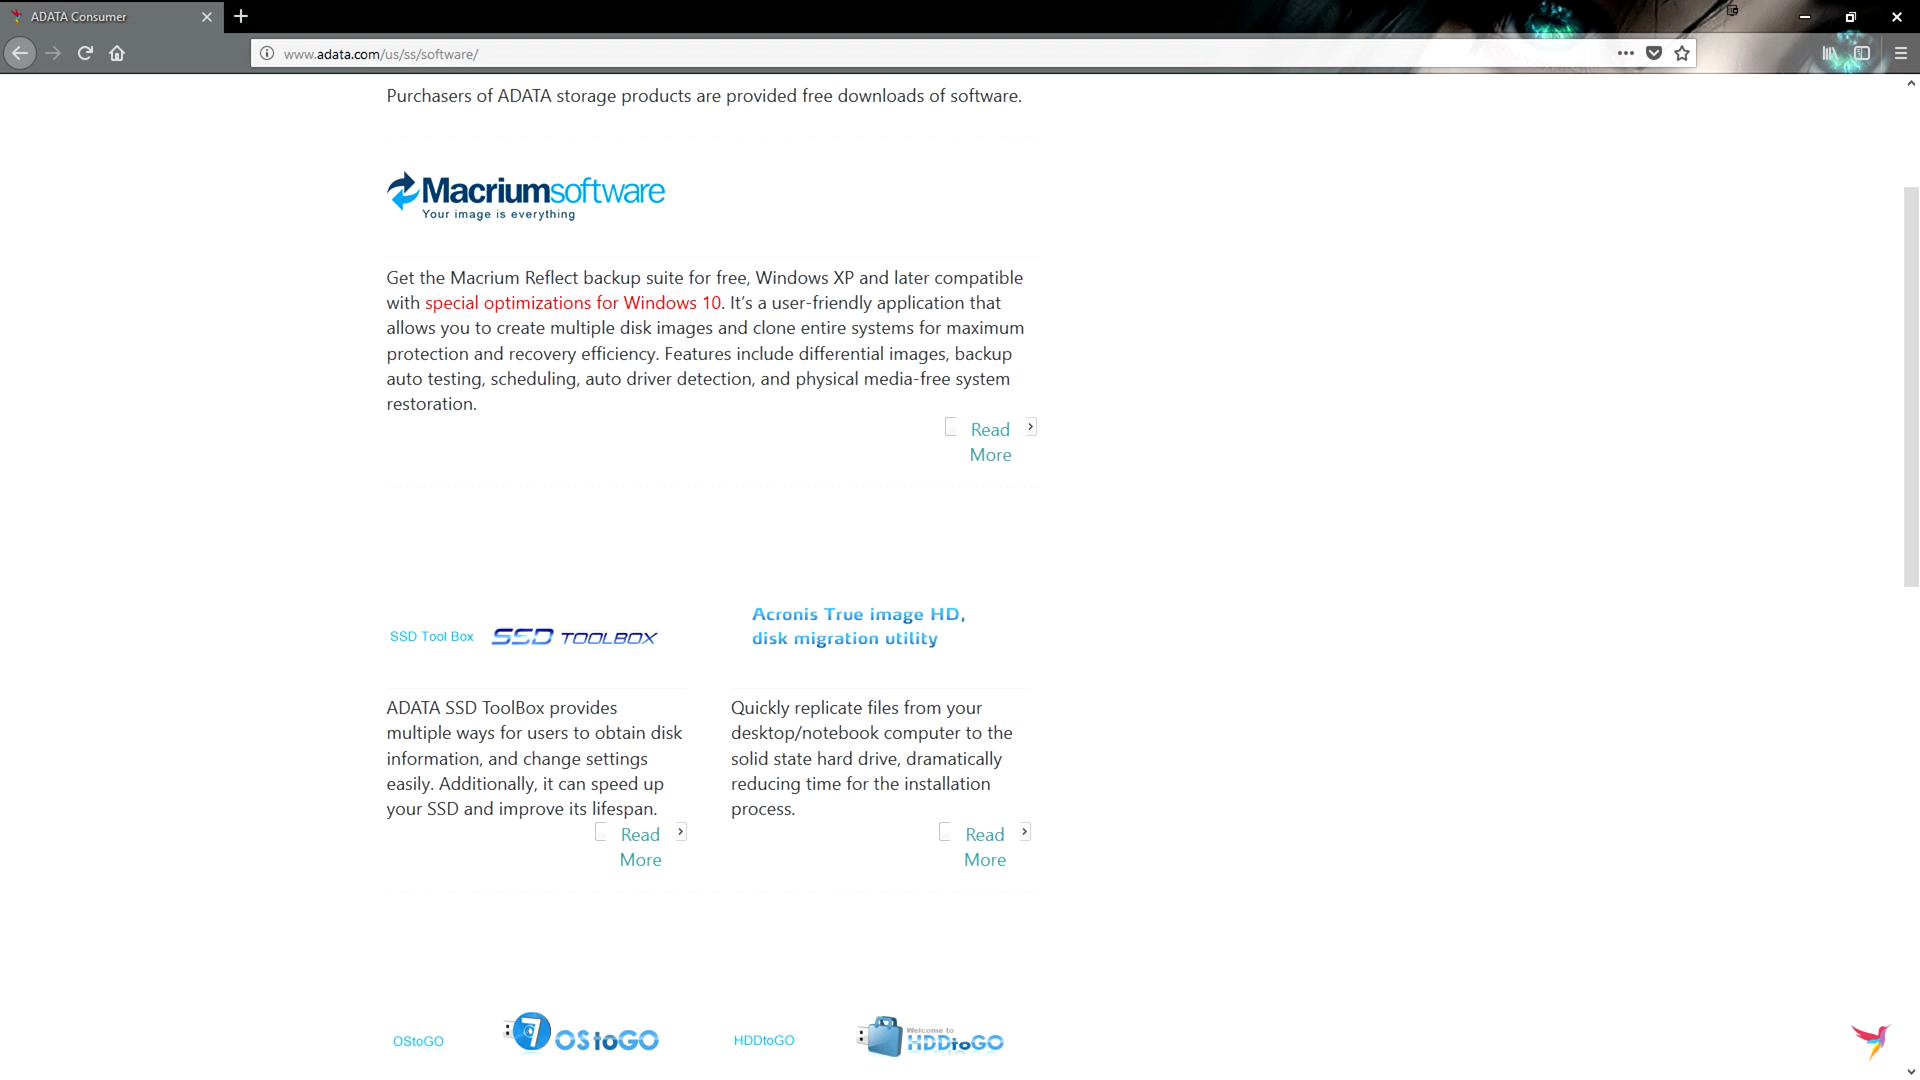 ADATA Consumer
www.adata.com/us/ss/software/
Purchasers of ADATA storage products are provided free downloads of software.
Macriumsoftware
Your image is everything
Get the Macrium Reflect backup suite for free, Windows XP and later compatible
with special optimizations for Windows 10. It’s a user-friendly application that
allows you to create multiple disk images and clone entire systems for maximum
protection and recovery efficiency. Features include differential images, backup
auto testing, scheduling, auto driver detection, and physical media-free system
restoration.
Read
More
SSD Tool Box SSD TOOLBOX
ADATA SSD ToolBox provides
multiple ways for users to obtain disk
information, and change settings
easily. Additionally, it can speed up
your SSD and improve its lifespan.
Read
More
Acronis True image HD,
disk migration utility
Quickly replicate files from your
desktop/notebook computer to the
solid state hard drive, dramatically
reducing time for the installation
process.
Read
More
OStoGO 7 OStoGO
HDDtoGO Welcome to
HDDtoGO